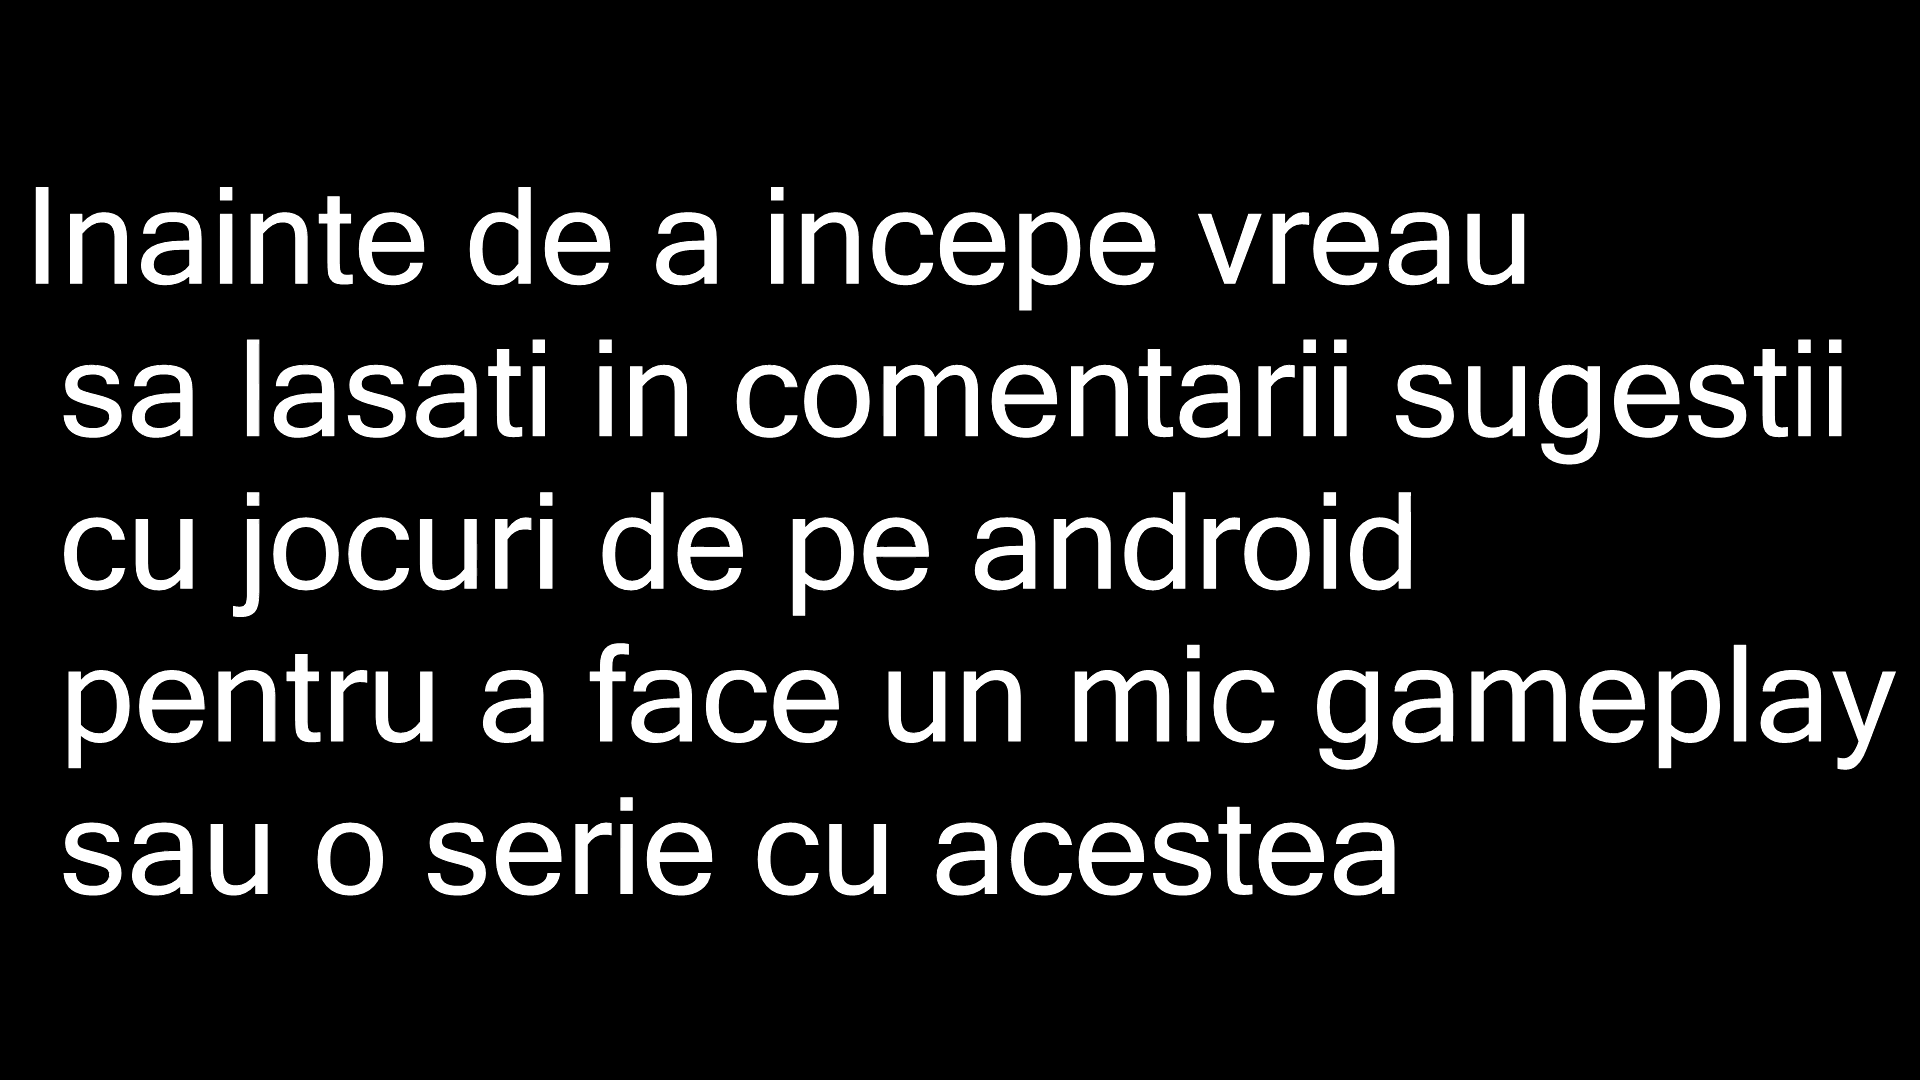 Inainte de a incepe vreau
sa lasati in comentarii sugestii
cu jocuri de pe android
pentru a face un mic gameplay
sau o serie cu acestea